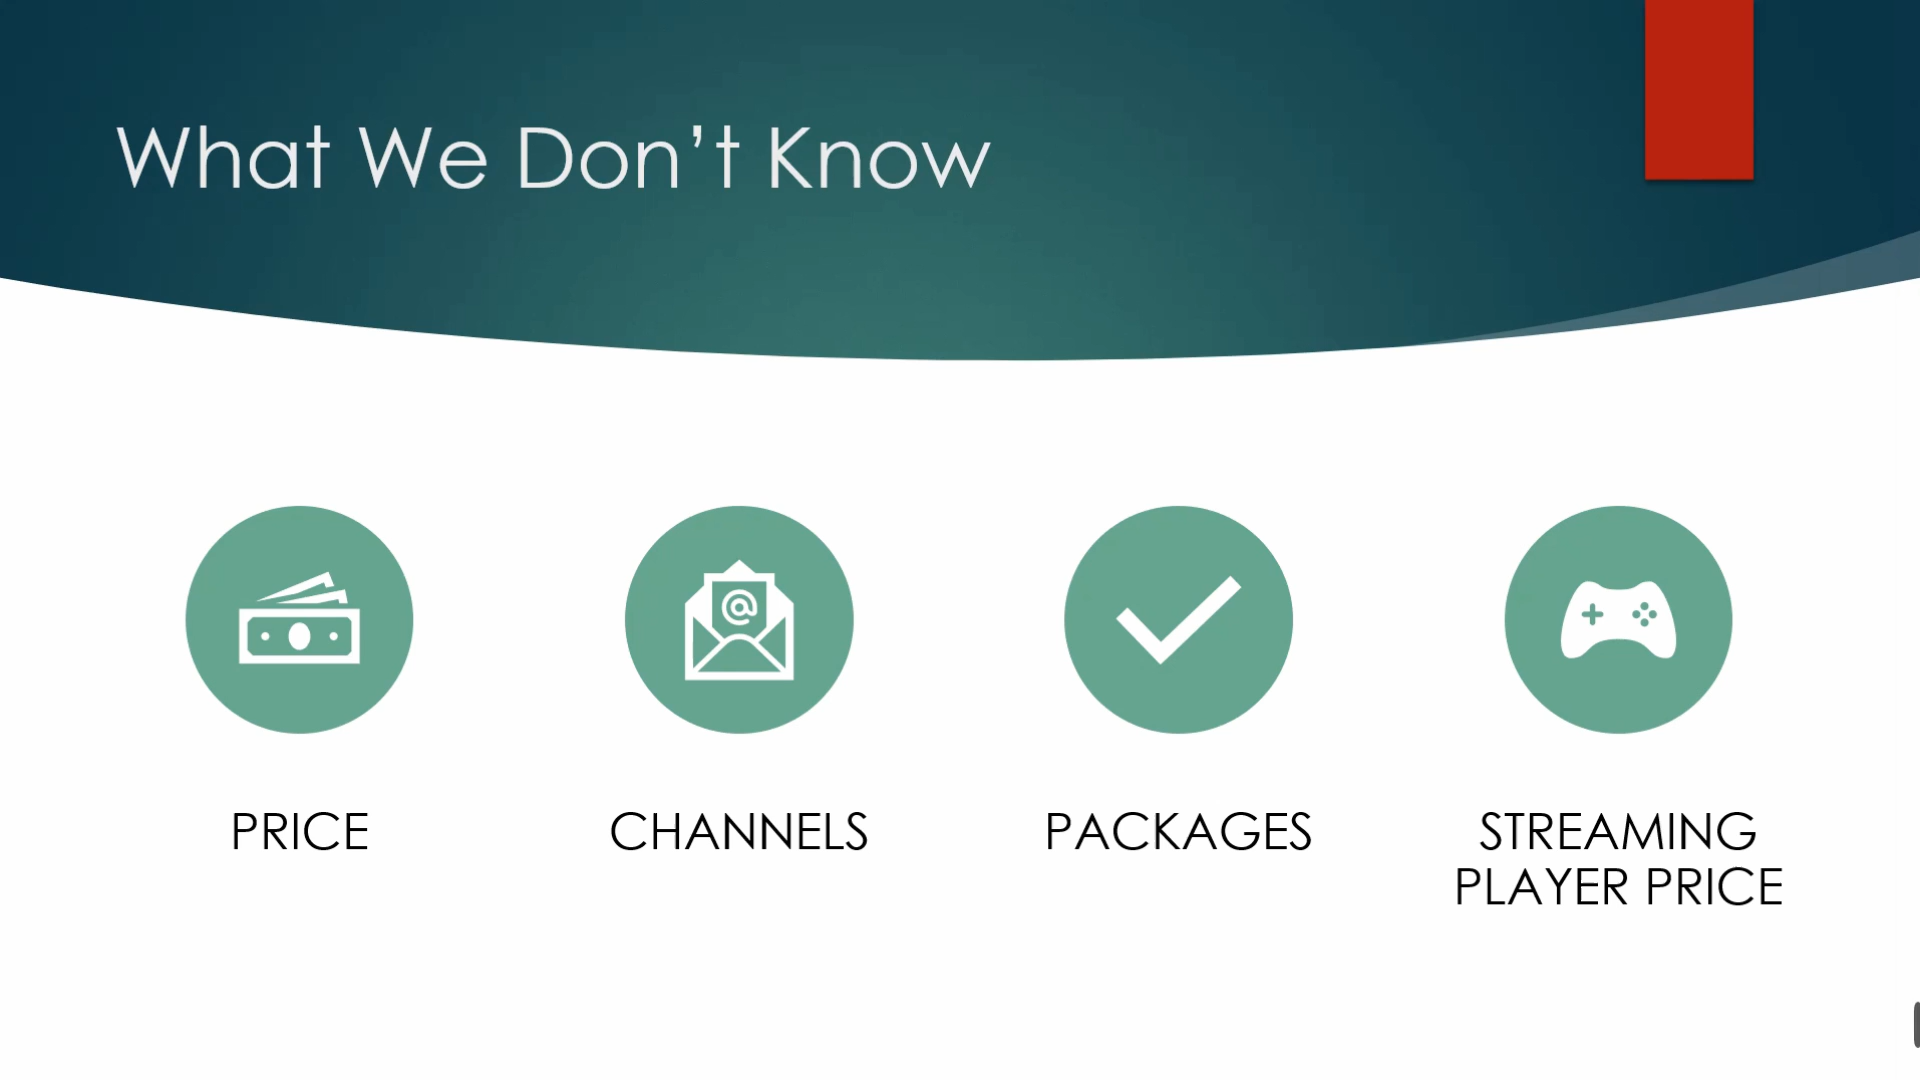 What We Don’t Know
@
PRICE
CHANNELS
PACKAGES
STREAMING
PLAYER PRICE